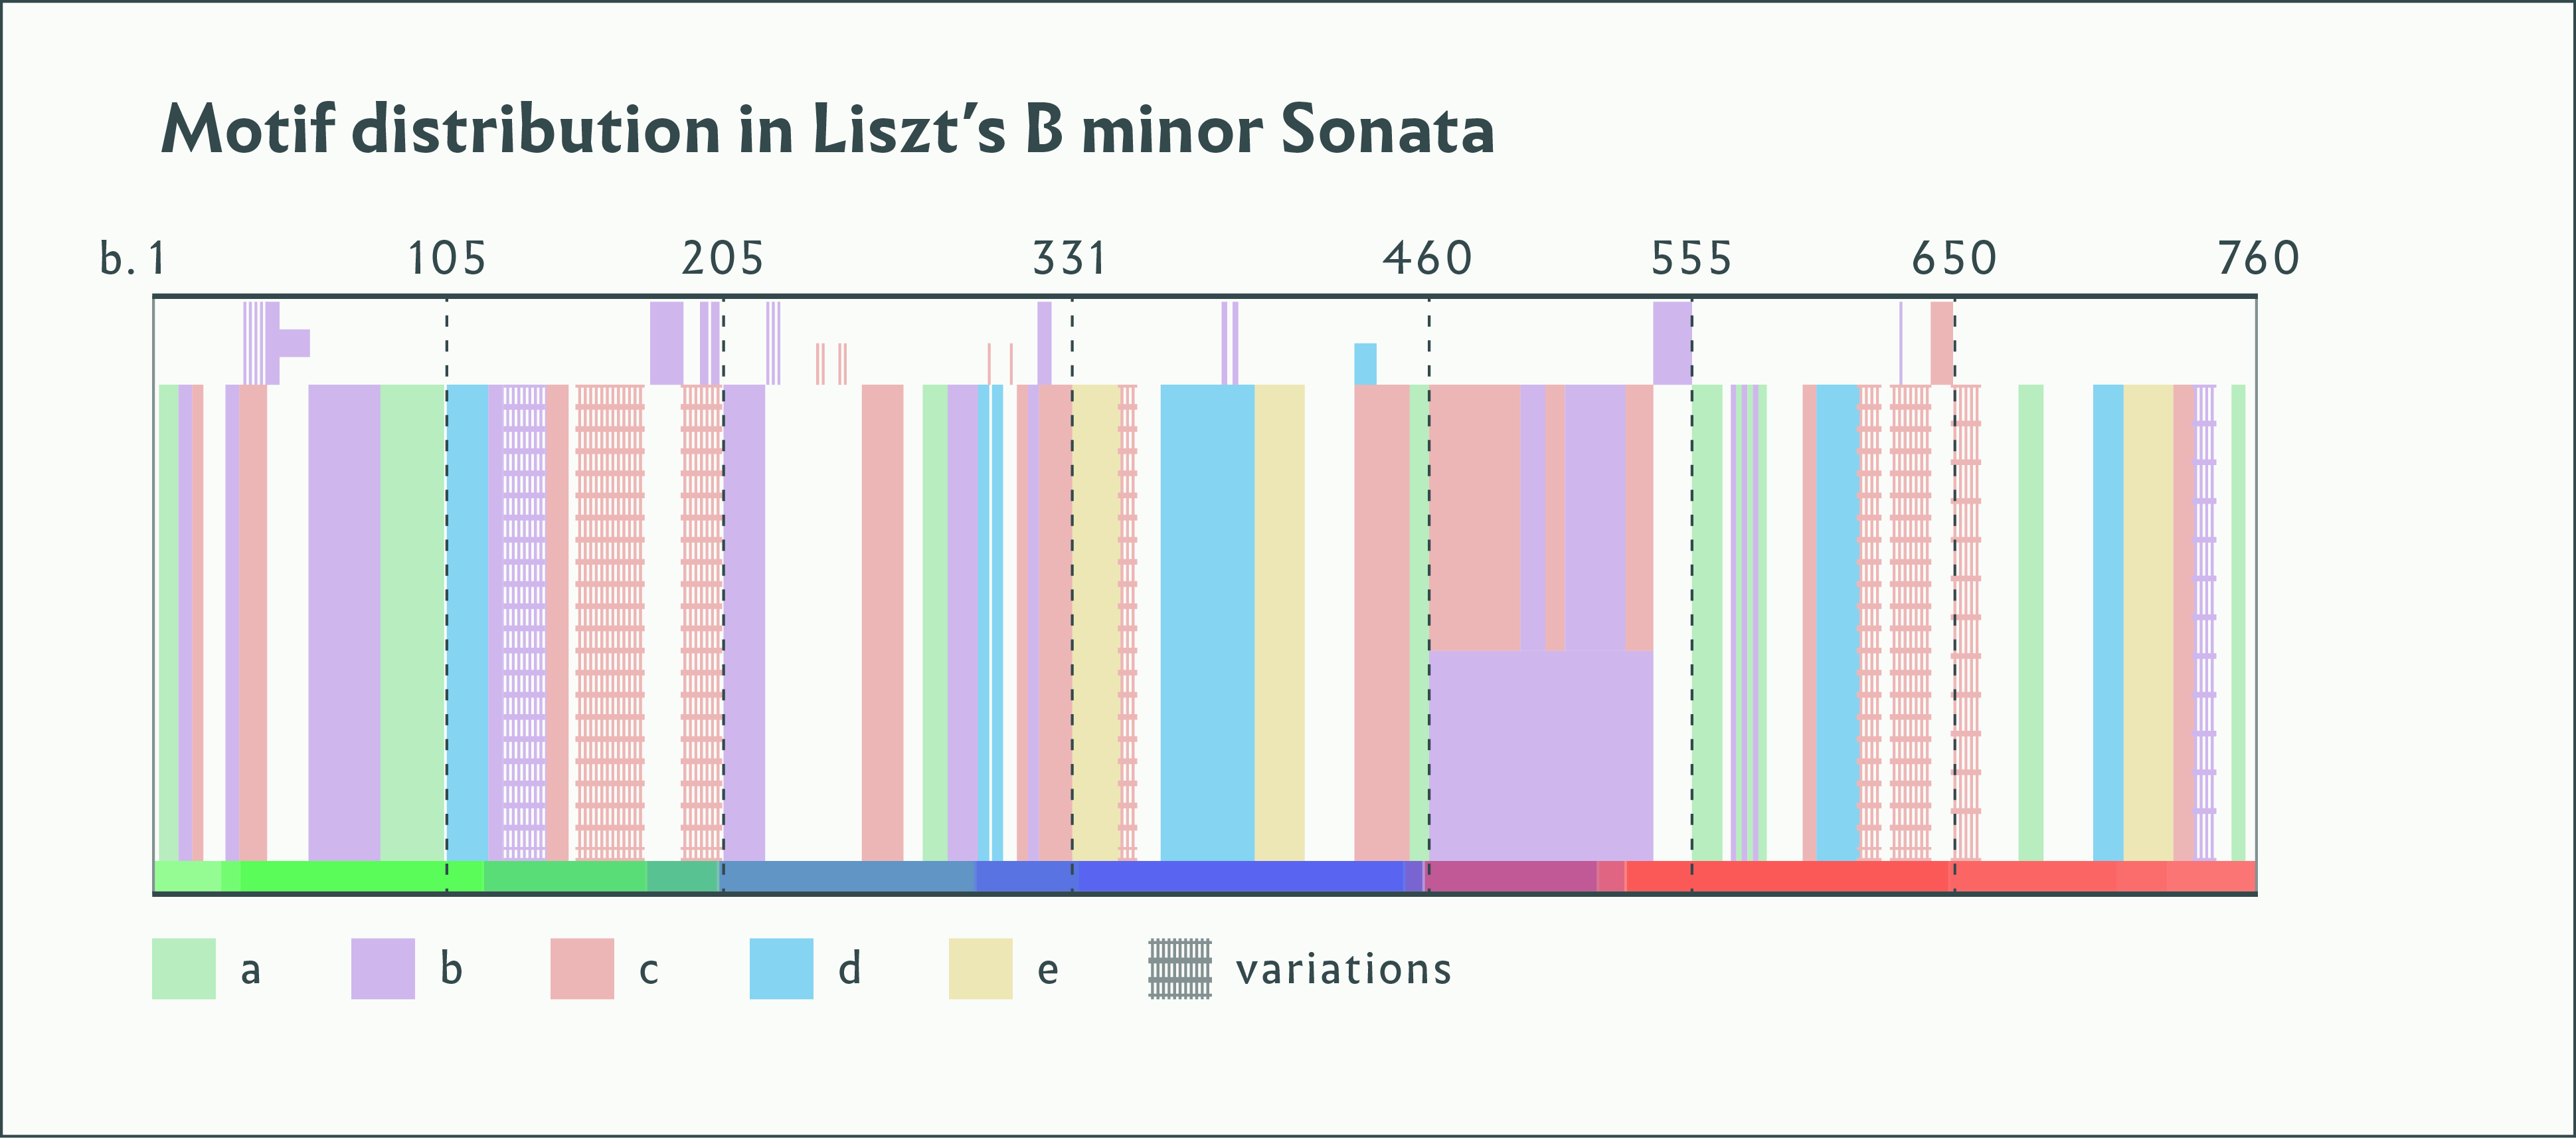 Motif distribution in Liszt’s B minor Sonata
b. 1 105 205 331 460 555 650 760
a b c d e variations